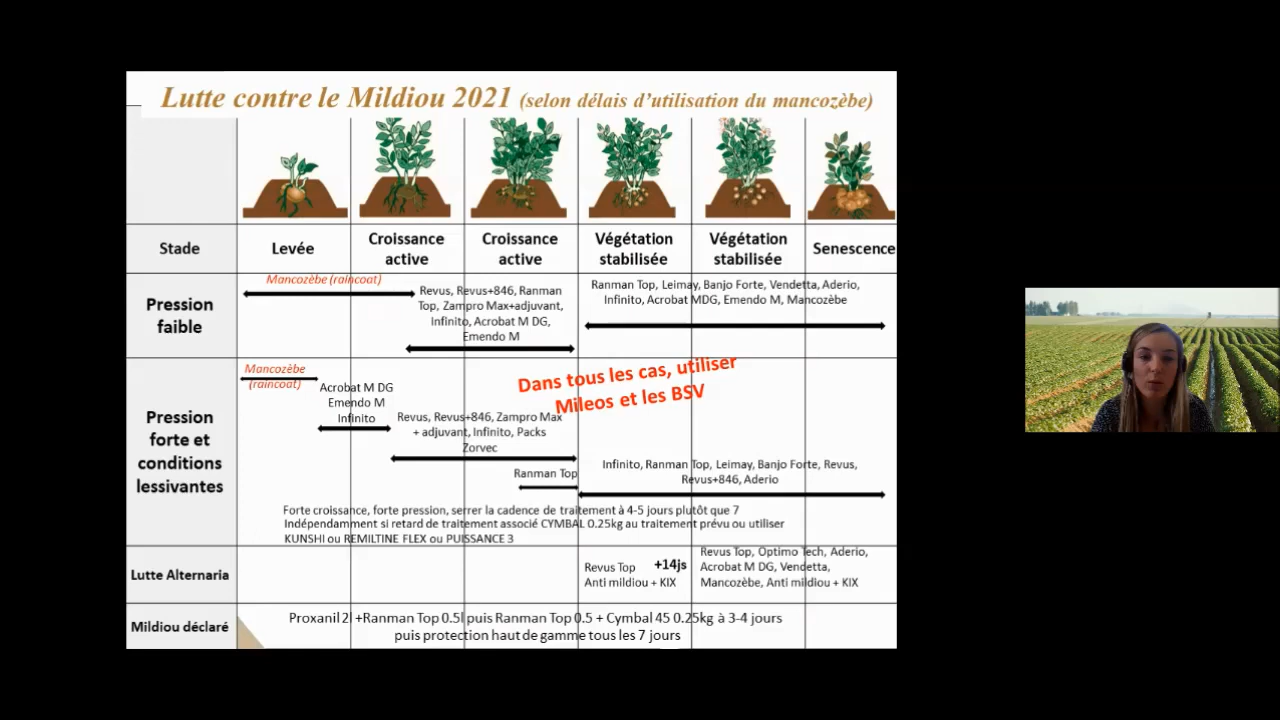 Lutte contre le Mildiou 2021 (selon délais d'utilisation du mancozèbe)
Stade
Levée
Croissance
active
Croissance
active
Végétation
stabilisée
Végétation
stabilisée
Senescence
Pression
faible
Mancozèbe (raincoat)
Revus, Revus+846, Ranman
Top, Zampro Max+adjuvant,
Infinito, Acrobat M DG,
Emendo M
Ranman Top, Leimay, Banjo Forte, Vendetta, Aderio,
Infinito, Acrobat MDG, Emendo M, Mancozèbe
Pression
forte et
conditions
lessivantes
Mancozèbe
(raincoat)
Acrobat M DG
Emendo M
Infinito
Revus, Revus+846, Zampro Max
+ adjuvant, Infinito, Packs
Zorvec
Ranman Top
Dans tous les cas, utiliser
Mileos et les BSV
Infinito, Ranman Top, Leimay, Banjo Forte, Revus,
Revus+846, Aderio
Forte croissance, forte pression, serrer la cadence de traitement à 4-5 jours plutôt que 7
Indépendamment si retard de traitement associé CYMBAL 0.25kg au traitement prévu ou utiliser
KUNSHI ou REMILTINE FLEX ou PUISSANCE 3
Lutte Alternaria
Revus Top +14js
Anti mildiou + KIX
Revus Top, Optimo Tech, Aderio,
Acrobat M DG, Vendetta,
Mancozèbe, Anti mildiou + KIX
Mildiou déclaré
Proxanil 2l +Ranman Top 0.5l puis Ranman Top 0.5 + Cymbal 45 0.25kg à 3-4 jours
puis protection haut de gamme tous les 7 jours